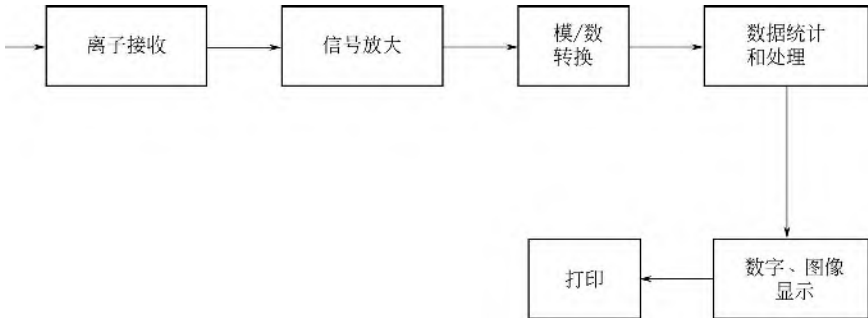 离子接收
信号放大
模/数
转换
数据统计
和处理
数字、图像
显示
打印